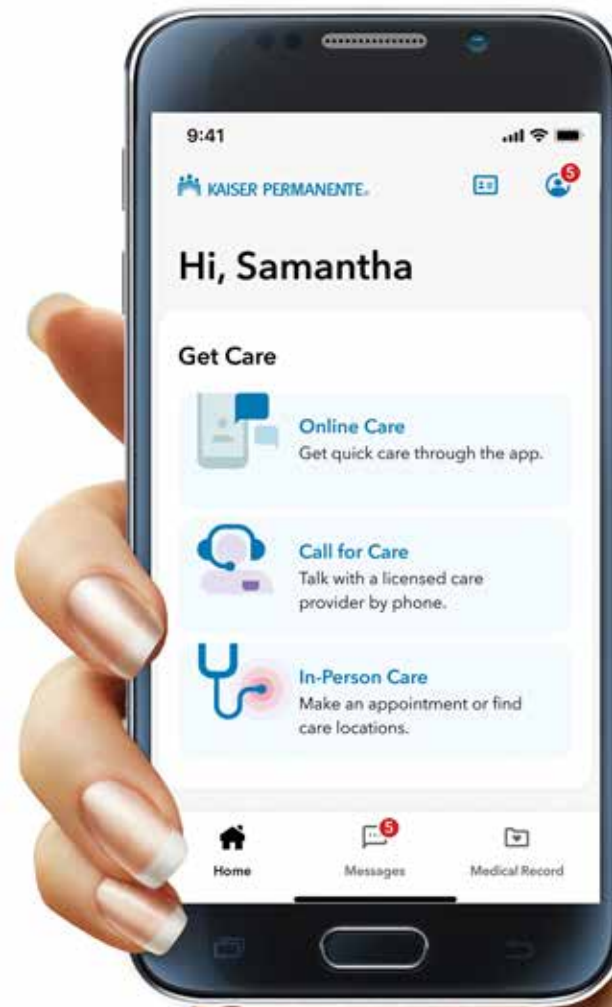 9:41
KAISER PERMANENTE®
5
Hi, Samantha
Get Care
Online Care
Get quick care through the app.
Call for Care
Talk with a licensed care
provider by phone.
In-Person Care
Make an appointment or find
care locations.
5
Home
Messages
Medical Record